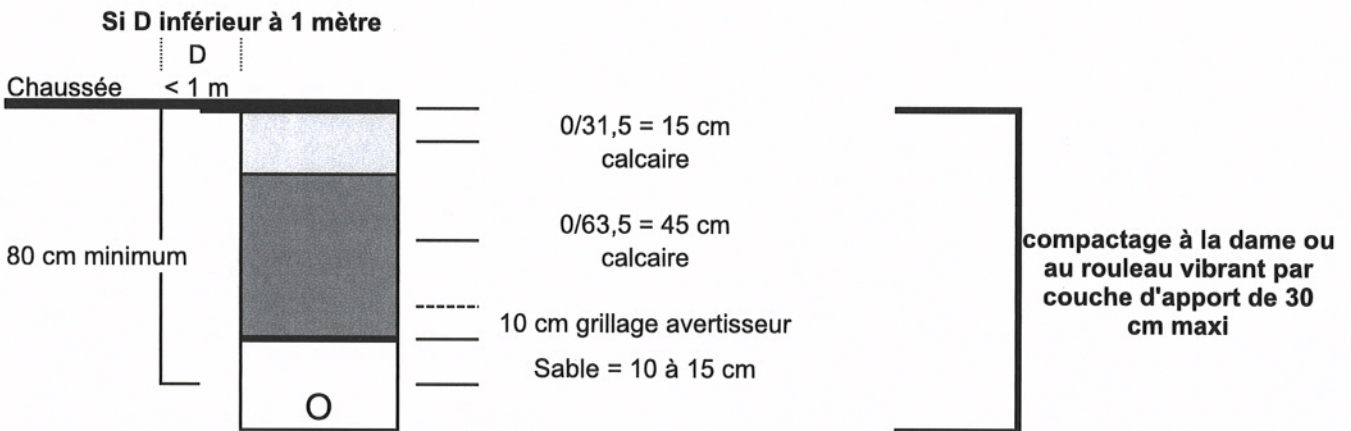 Si D inférieur à 1 mètre
D
Chaussée < 1 m
0/31,5 = 15 cm
calcaire
0/63,5 = 45 cm
calcaire
80 cm minimum
compactage à la dame ou
au rouleau vibrant par
couche d'apport de 30
cm maxi
10 cm grillage avertisseur
Sable = 10 à 15 cm
O